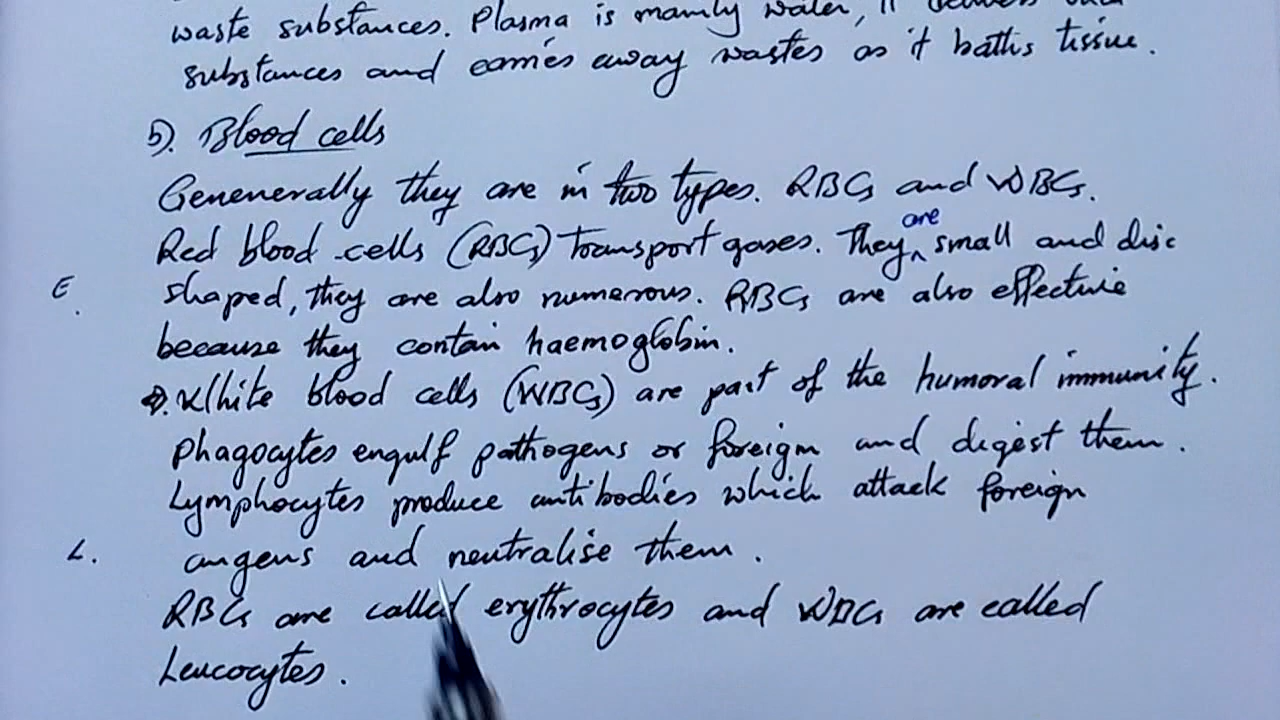 waste substances. Plasma is mainly water, it delivers
substances and carries away wastes as it baths tissue.
5). Blood cells
Genenerally they are in two types. RBCs and WBCs.
Red blood cells (RBCs) transport gases. They are small and disc
E. shaped, they are also numerous. RBCs are also effective
because they contain haemoglobin.
White blood cells (WBCs) are part of the humoral immunity.
Phagocytes engulf pathogens or foreign and digest them.
Lymphocytes produce antibodies which attack foreign
L. angens and neutralise them.
RBCs are called erythrocytes and WBCs are called
Leucocytes.